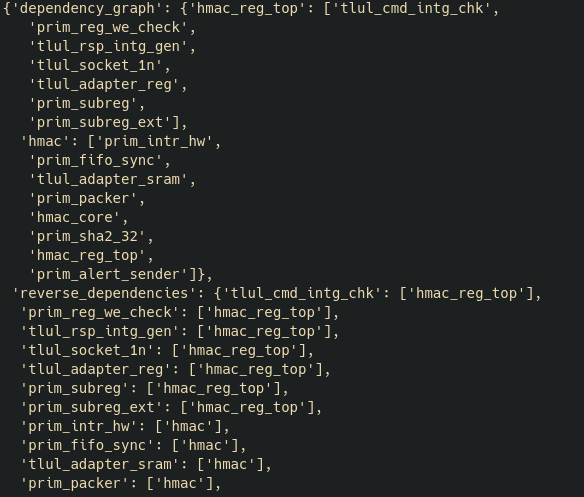 {'dependency_graph': {'hmac_reg_top': ['tlul_cmd_intg_chk',
'prim_reg_we_check',
'tlul_rsp_intg_gen',
'tlul_socket_1n',
'tlul_adapter_reg',
'prim_subreg',
'prim_subreg_ext'],
'hmac': ['prim_intr_hw',
'prim_fifo_sync',
'tlul_adapter_sram',
'prim_packer',
'hmac_core',
'prim_sha2_32',
'hmac_reg_top',
'prim_alert_sender']},
'reverse_dependencies': {'tlul_cmd_intg_chk': ['hmac_reg_top'],
'prim_reg_we_check': ['hmac_reg_top'],
'tlul_rsp_intg_gen': ['hmac_reg_top'],
'tlul_socket_1n': ['hmac_reg_top'],
'tlul_adapter_reg': ['hmac_reg_top'],
'prim_subreg': ['hmac_reg_top'],
'prim_subreg_ext': ['hmac_reg_top'],
'prim_intr_hw': ['hmac'],
'prim_fifo_sync': ['hmac'],
'tlul_adapter_sram': ['hmac'],
'prim_packer': ['hmac'],